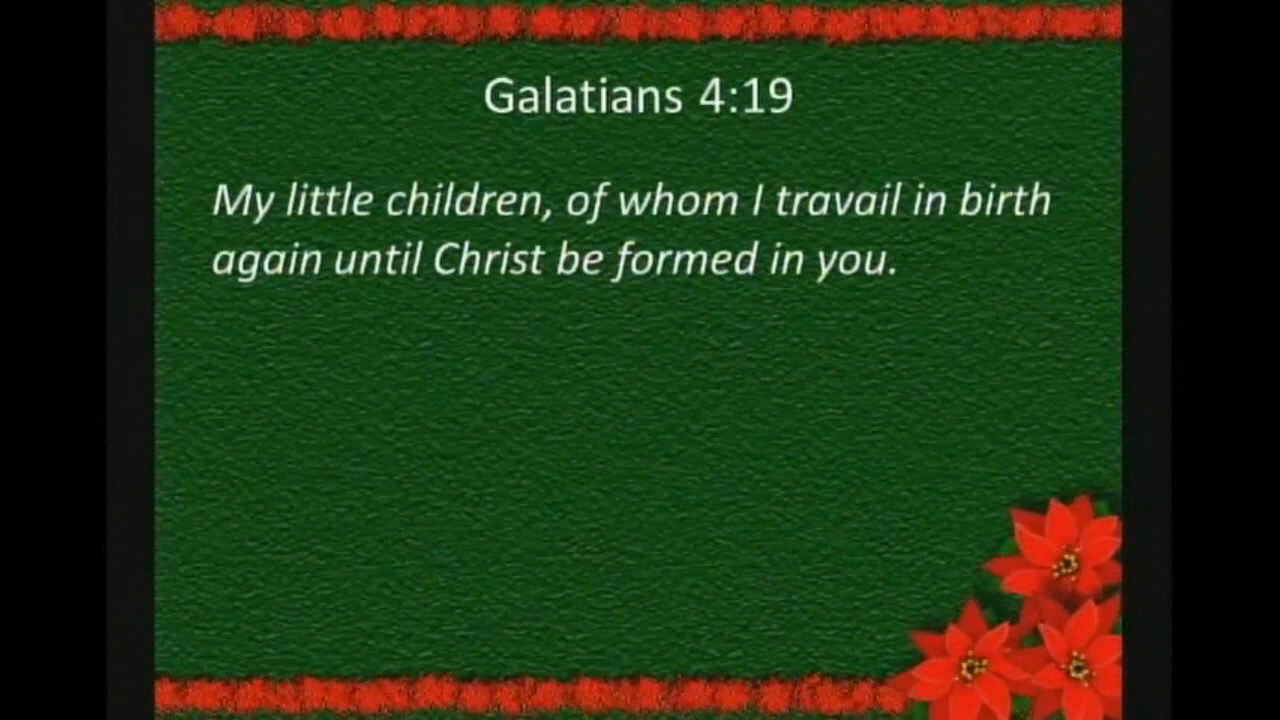 Galatians 4:19
My little children, of whom I travail in birth
again until Christ be formed in you.